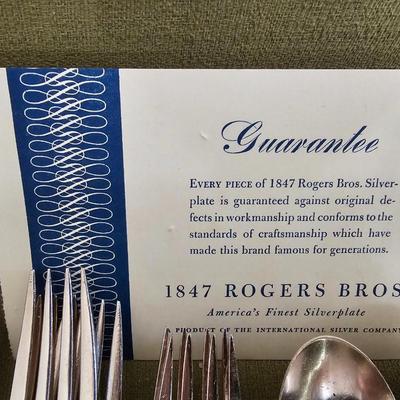 Guarantee
EVERY PIECE of 1847 Rogers Bros. Silver-
plate is guaranteed against original de-
fects in workmanship and conforms to the
standards of craftsmanship which have
made this brand famous for generations.
1847 ROGERS BROS
America's Finest Silverplate
A PRODUCT OF THE INTERNATIONAL SILVER COMPANY